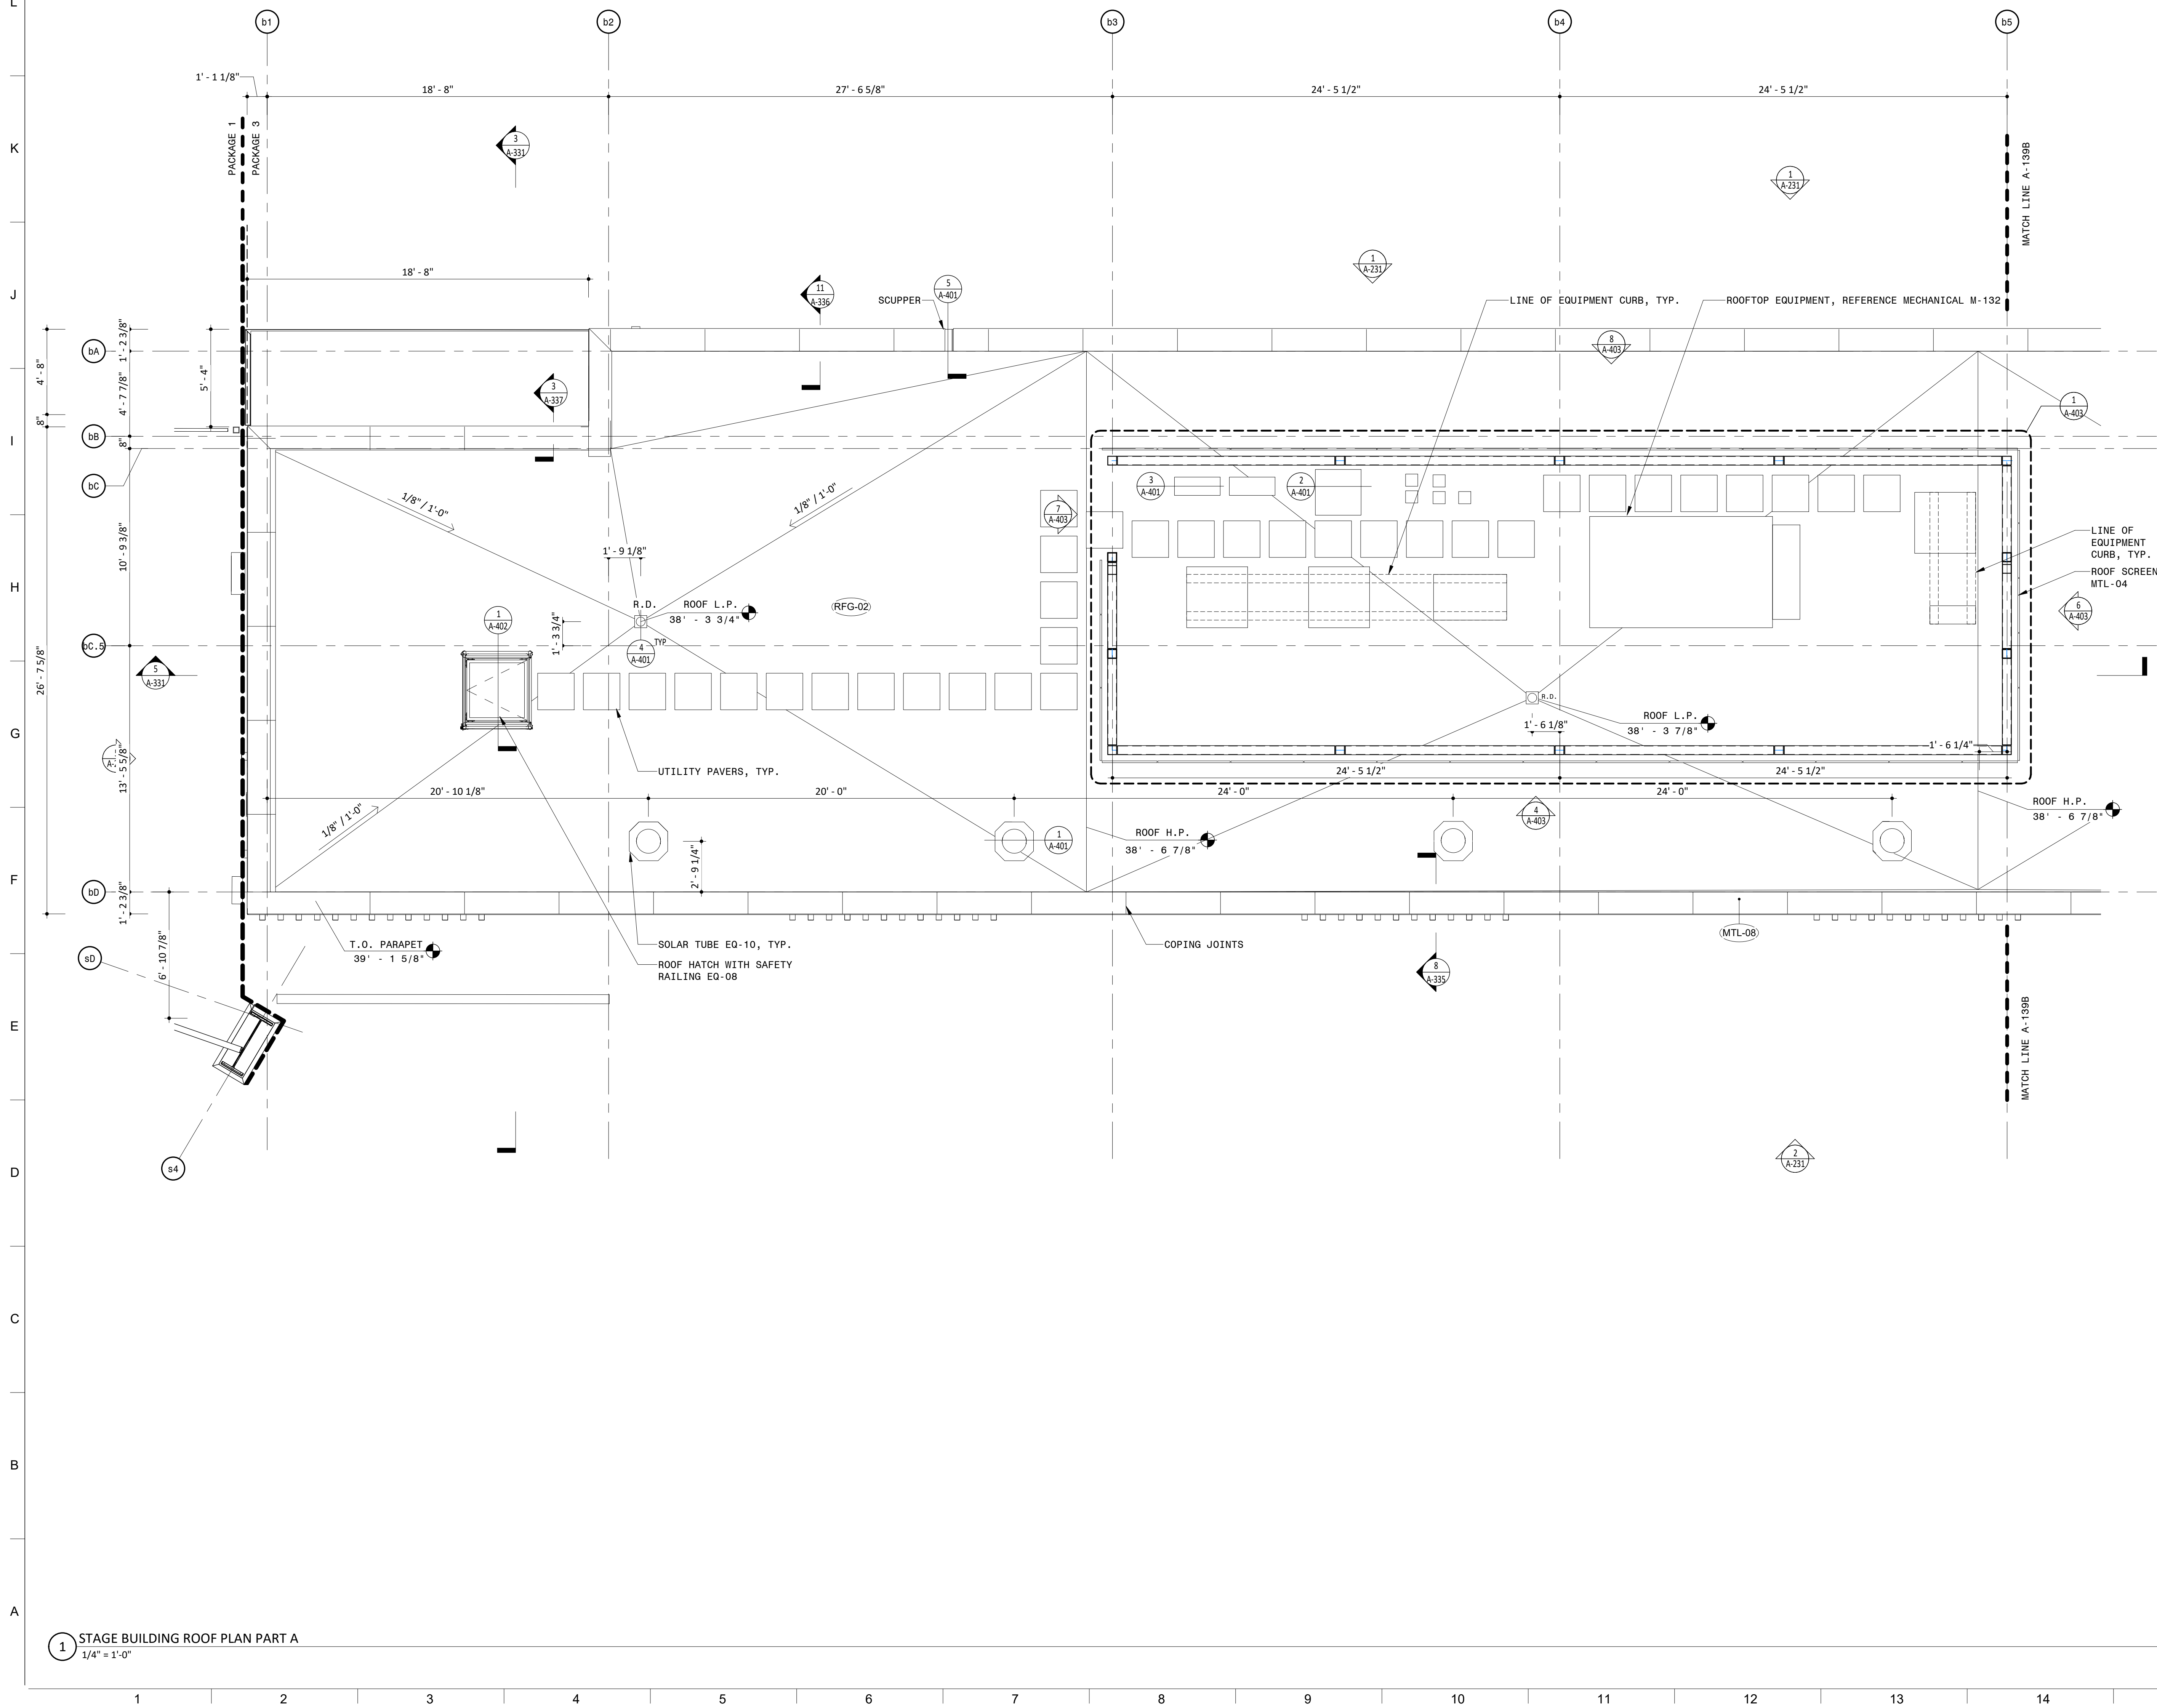 L
b1
b2
b3
b4
b5
1' - 1 1/8"
18' - 8"
27' - 6 5/8"
24' - 5 1/2"
24' - 5 1/2"
PACKAGE 1
PACKAGE 3
3
A-331
1
A-231
MATCH LINE A-139B
K
1
A-231
18' - 8"
11
A-336
SCUPPER
5
A-401
LINE OF EQUIPMENT CURB, TYP.
ROOFTOP EQUIPMENT, REFERENCE MECHANICAL M-132
J
bA
1' - 2 3/8"
4' - 8"
4' - 7 7/8"
5' - 4"
8
A-403
3
A-337
1
A-403
8"
bB
8"
I
bC
1/8" / 1'-0"
1/8" / 1'-0"
3
A-401
2
A-401
7
A-403
10' - 9 3/8"
1' - 9 1/8"
LINE OF
EQUIPMENT
CURB, TYP.
H
ROOF SCREEN
MTL-04
R.D.
ROOF L.P.
38' - 3 3/4"
RFG-02
1
A-402
1' - 3 3/4"
6
A-403
4
A-401
TYP
bC.5
26' - 7 5/8"
5
A-331
R.D.
ROOF L.P.
38' - 3 7/8"
1' - 6 1/8"
G
1' - 6 1/4"
A-
13' - 5 5/8"
UTILITY PAVERS, TYP.
24' - 5 1/2"
24' - 5 1/2"
20' - 10 1/8"
20' - 0"
24' - 0"
24' - 0"
1/8" / 1'-0"
4
A-403
ROOF H.P.
38' - 6 7/8"
1
A-401
ROOF H.P.
38' - 6 7/8"
2' - 9 1/4"
F
bD
1' - 2 3/8"
MTL-08
T.O. PARAPET
39' - 1 5/8"
SOLAR TUBE EQ-10, TYP.
COPING JOINTS
ROOF HATCH WITH SAFETY
RAILING EQ-08
6' - 10 7/8"
sD
8
A-335
E
MATCH LINE A-139B
s4
2
A-231
D
C
B
A
1
STAGE BUILDING ROOF PLAN PART A
1/4" = 1'-0"
1
2
3
4
5
6
7
8
9
10
11
12
13
14